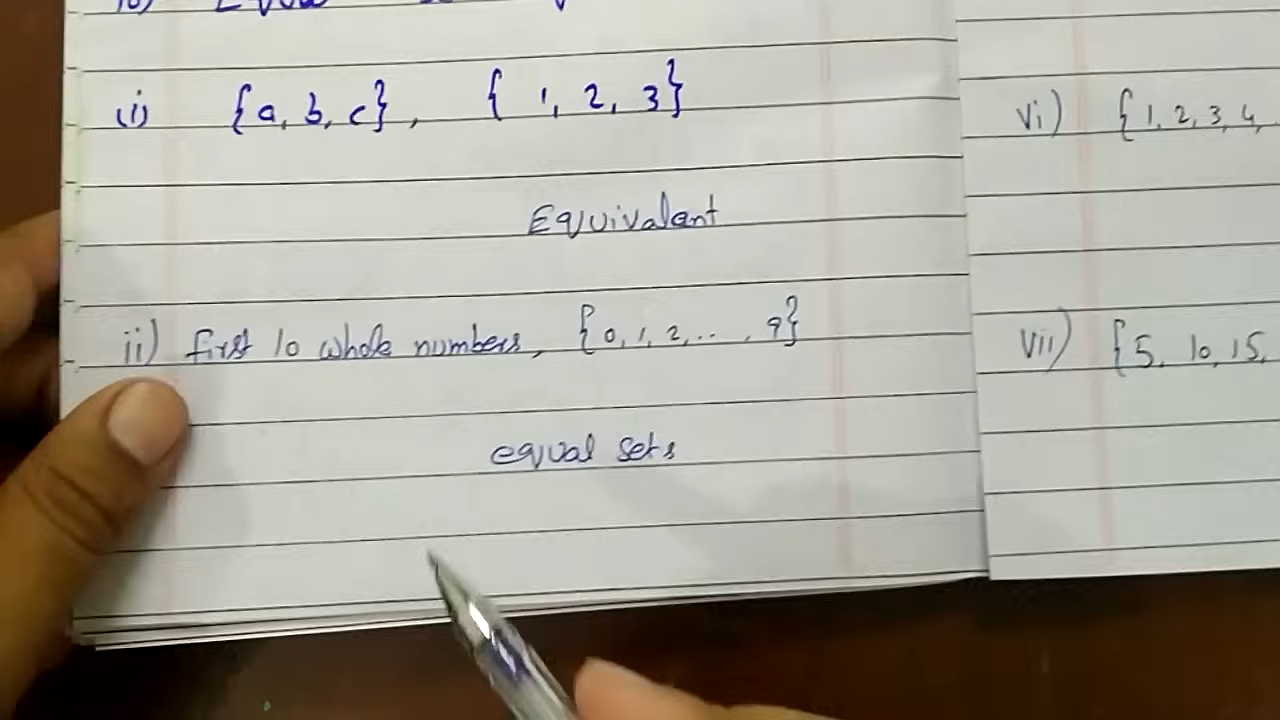 (i) {a, b, c}, { 1, 2, 3}
Equivalent
ii) first 10 whole numbers, {0, 1, 2, .. , 9}
equal sets
vi) {1, 2, 3, 4,
vii) {5, 10, 15,